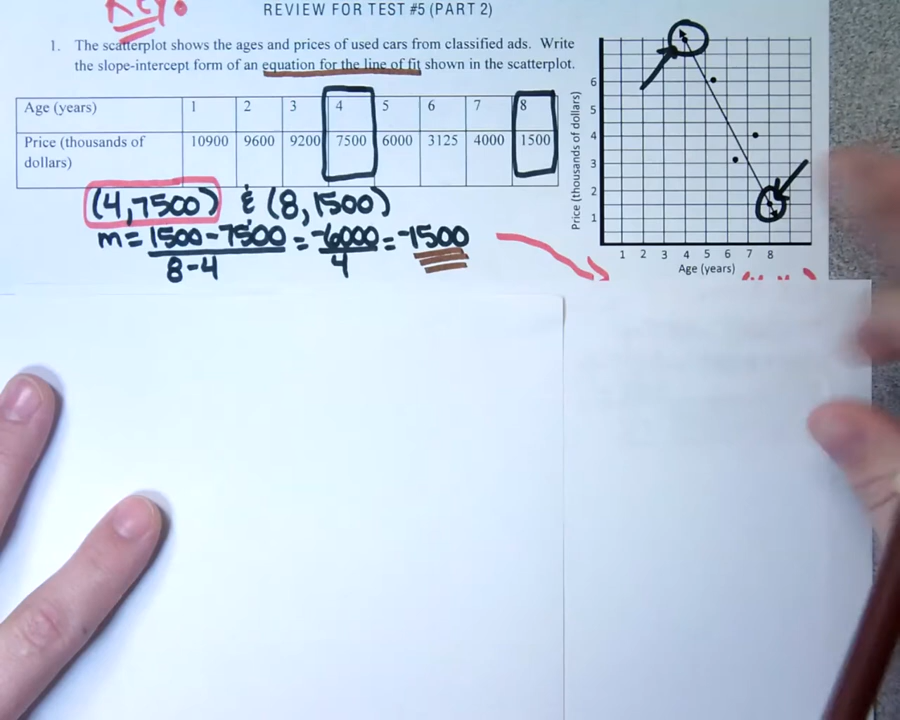 Key
REVIEW FOR TEST #5 (PART 2)
1. The scatterplot shows the ages and prices of used cars from classified ads. Write
the slope-intercept form of an equation for the line of fit shown in the scatterplot.
Age (years) 1 2 3 4 5 6 7 8
Price (thousands of 10900 9600 9200 7500 6000 3125 4000 1500
dollars)
(4,7500) & (8,1500)
m = 1500-7500 = -6000 = -1500
8-4 4
Price (thousands of dollars)
6
5
4
3
2
1
1 2 3 4 5 6 7 8
Age (years)